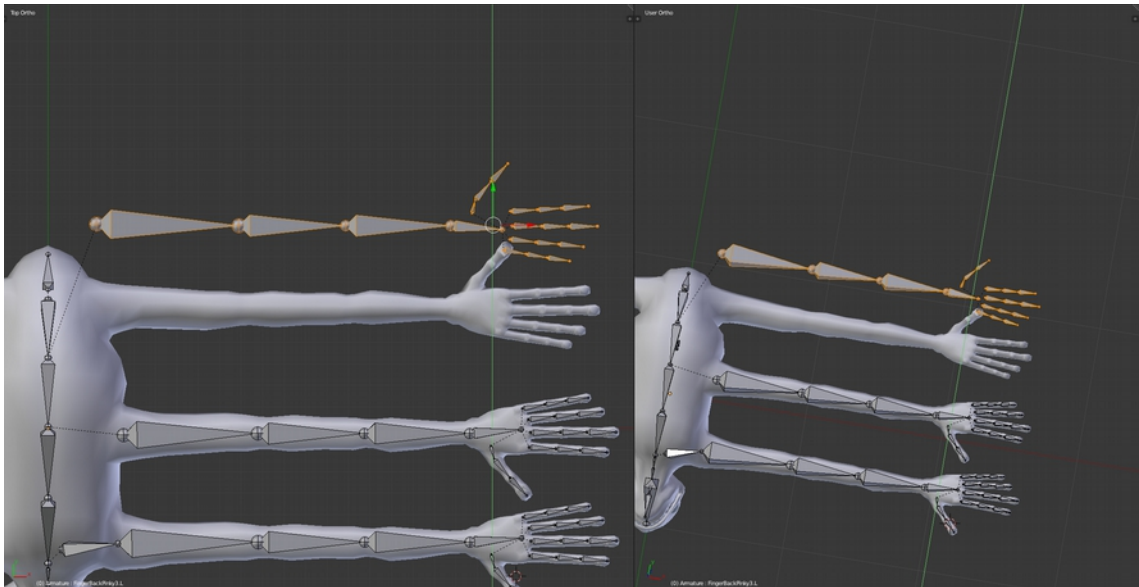 Top Ortho
User Ortho
(0) Armature : FingerBackPinky3.L
(0) Armature : FingerBackPinky3.L